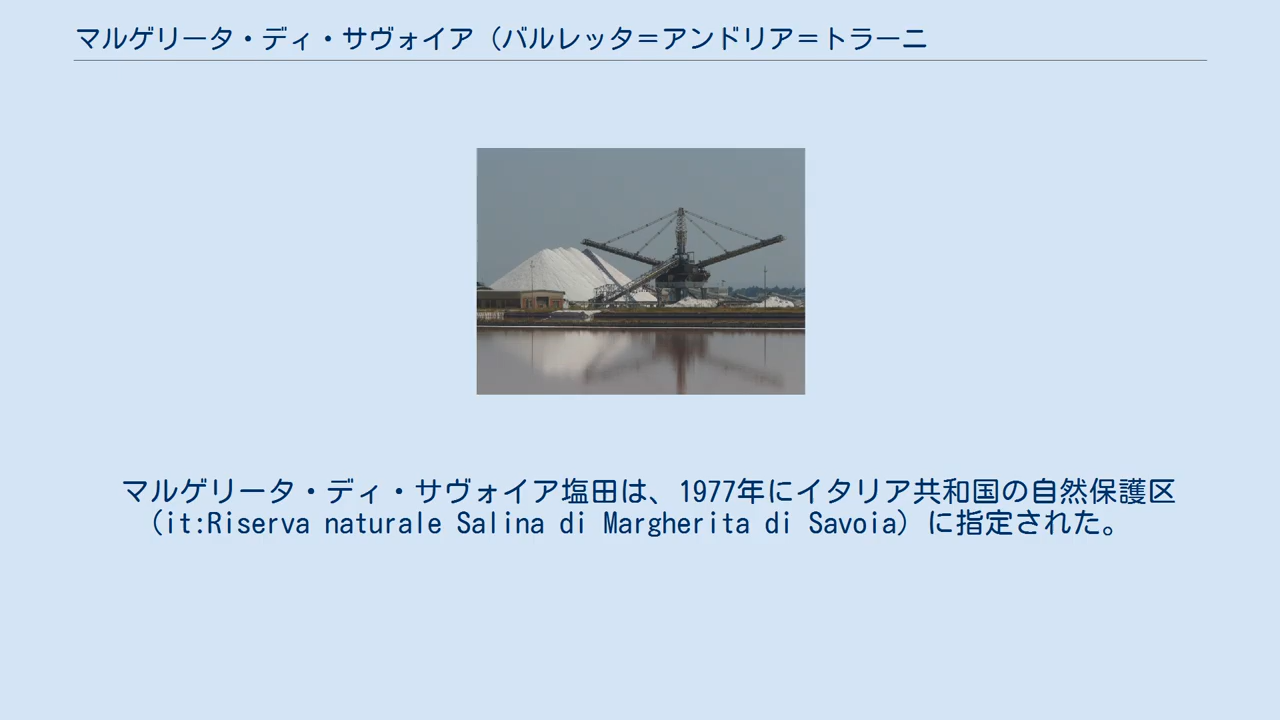 マルゲリータ・ディ・サヴォイア（バルレッタ＝アンドリア＝トラーニ
マルゲリータ・ディ・サヴォイア塩田は、1977年にイタリア共和国の自然保護区
（it:Riserva naturale Salina di Margherita di Savoia）に指定された。